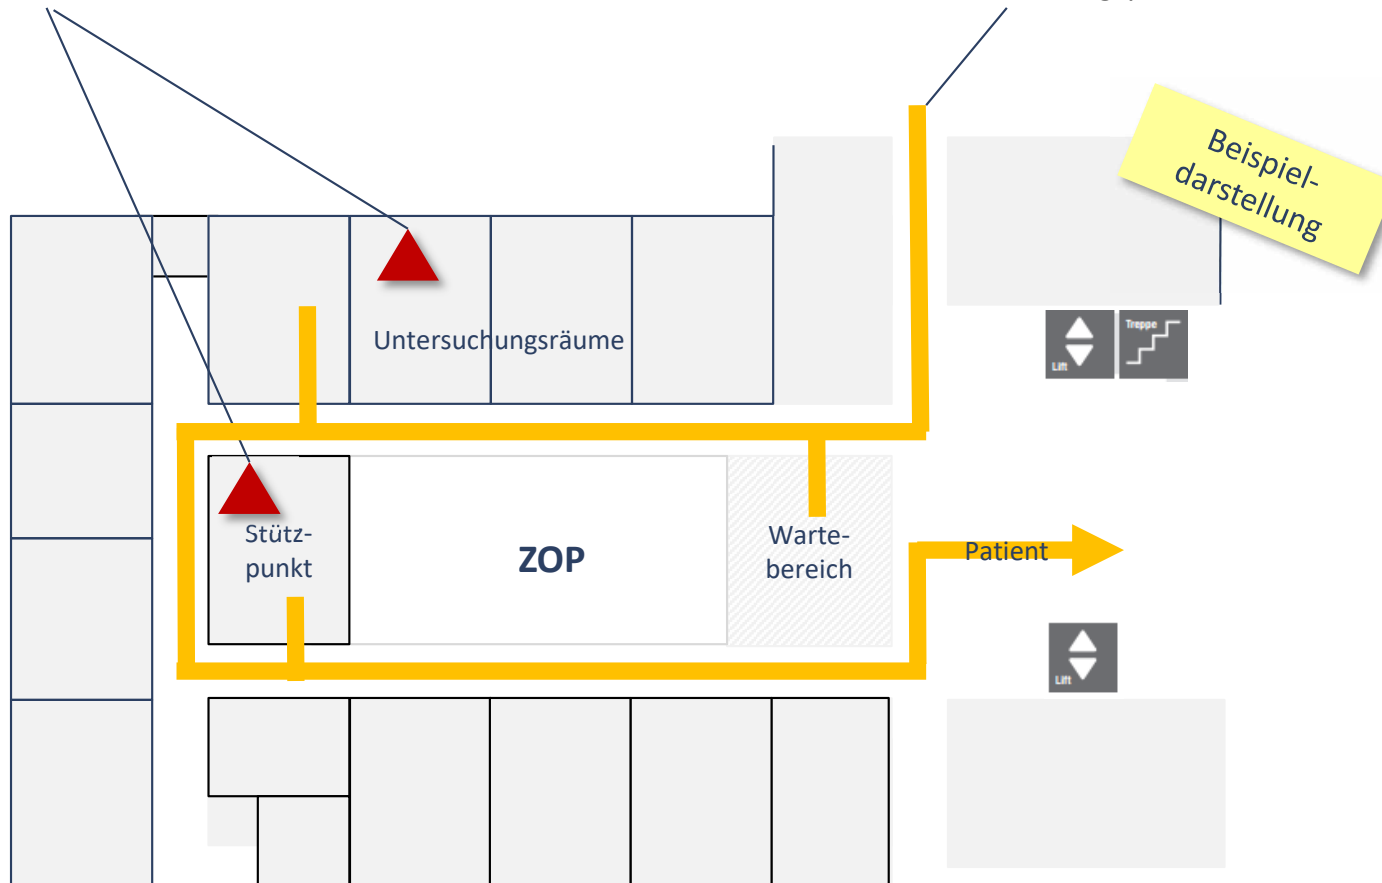 Beispiel-
darstellung
Treppe
Lift
Untersuchungsräume
Stütz-
punkt
ZOP
Warte-
bereich
Patient
Lift